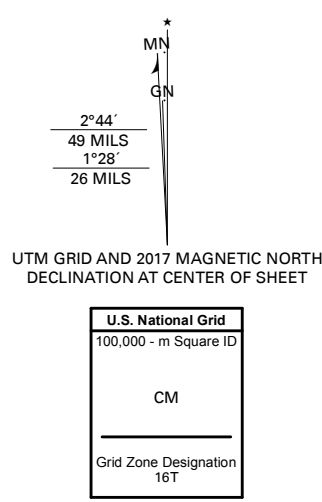 ★
MN
GN
2°44´
49 MILS
1°28´
26 MILS
UTM GRID AND 2017 MAGNETIC NORTH
DECLINATION AT CENTER OF SHEET
U.S. National Grid
100,000 - m Square ID
CM
Grid Zone Designation
16T